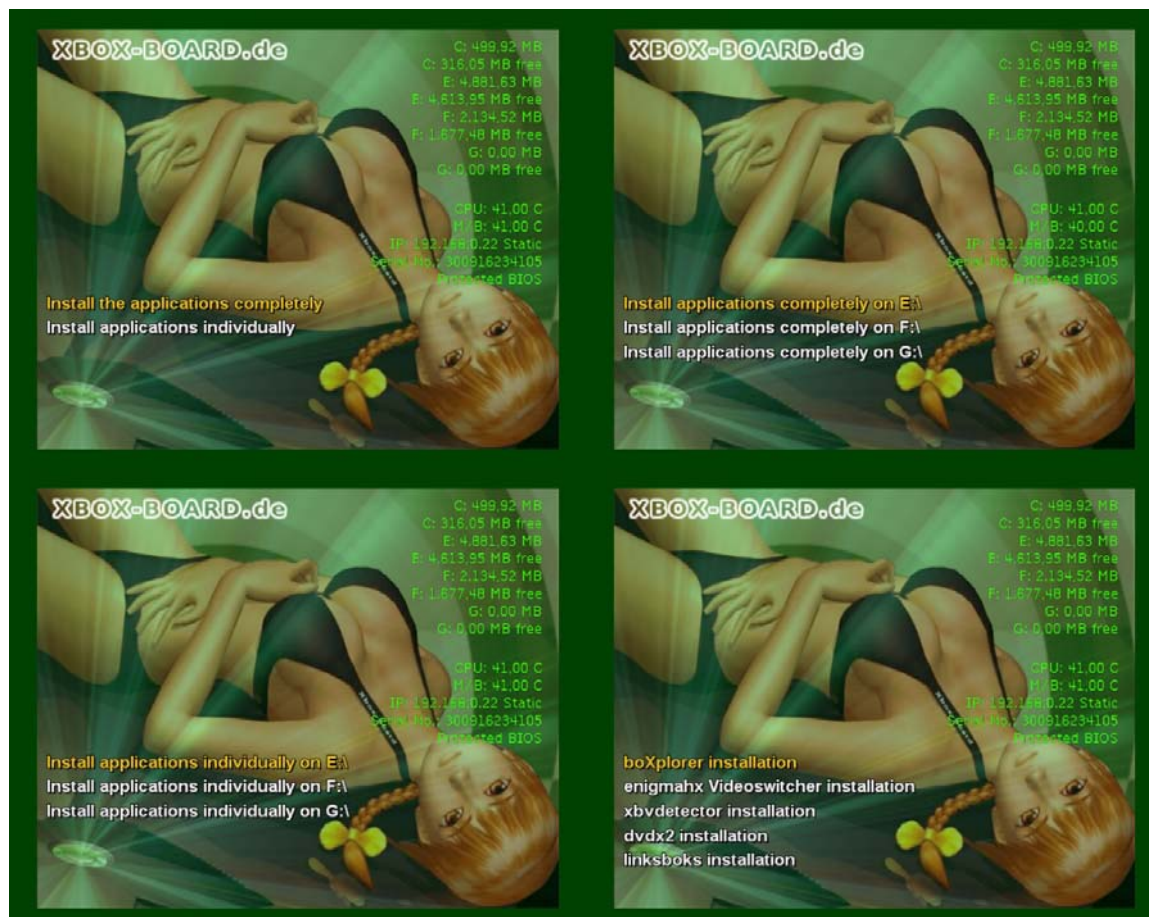 XBOX-BOARD.de
C: 499,92 MB
C: 316,05 MB free
E: 4.881,63 MB
E: 4,613,95 MB free
F: 2,134,52 MB
F: 1.677,48 MB free
G: 0,00 MB
G: 0,00 MB free
CPU: 41,00 C
M/B: 41,00 C
IP: 192.168.0.22 Static
Serial No.: 300916234105
Protected BIOS
Install the applications completely
Install applications individually
XBOX-BOARD.de
C: 499,92 MB
C: 316,05 MB free
E: 4.881,63 MB
E: 4,613,95 MB free
F: 2,134,52 MB
F: 1.677,48 MB free
G: 0,00 MB
G: 0,00 MB free
CPU: 41,00 C
M/B: 40,00 C
IP: 192.168.0.22 Static
Serial No.: 300916234105
Protected BIOS
Install applications completely on E:\
Install applications completely on F:\
Install applications completely on G:\
XBOX-BOARD.de
C: 499,92 MB
C: 316,05 MB free
E: 4.881,63 MB
E: 4,613,95 MB free
F: 2,134,52 MB
F: 1.677,48 MB free
G: 0,00 MB
G: 0,00 MB free
CPU: 41,00 C
M/B: 41,00 C
IP: 192.168.0.22 Static
Serial No.: 300916234105
Protected BIOS
Install applications individually on E:\
Install applications individually on F:\
Install applications individually on G:\
XBOX-BOARD.de
C: 499,92 MB
C: 316,05 MB free
E: 4.881,63 MB
E: 4,613,95 MB free
F: 2,134,52 MB
F: 1.677,48 MB free
G: 0,00 MB
G: 0,00 MB free
CPU: 41,00 C
M/B: 41,00 C
IP: 192.168.0.22 Static
Serial No.: 300916234105
Protected BIOS
boXplorer installation
enigmahx Videoswitcher installation
xbvdetector installation
dvdx2 installation
linksboks installation